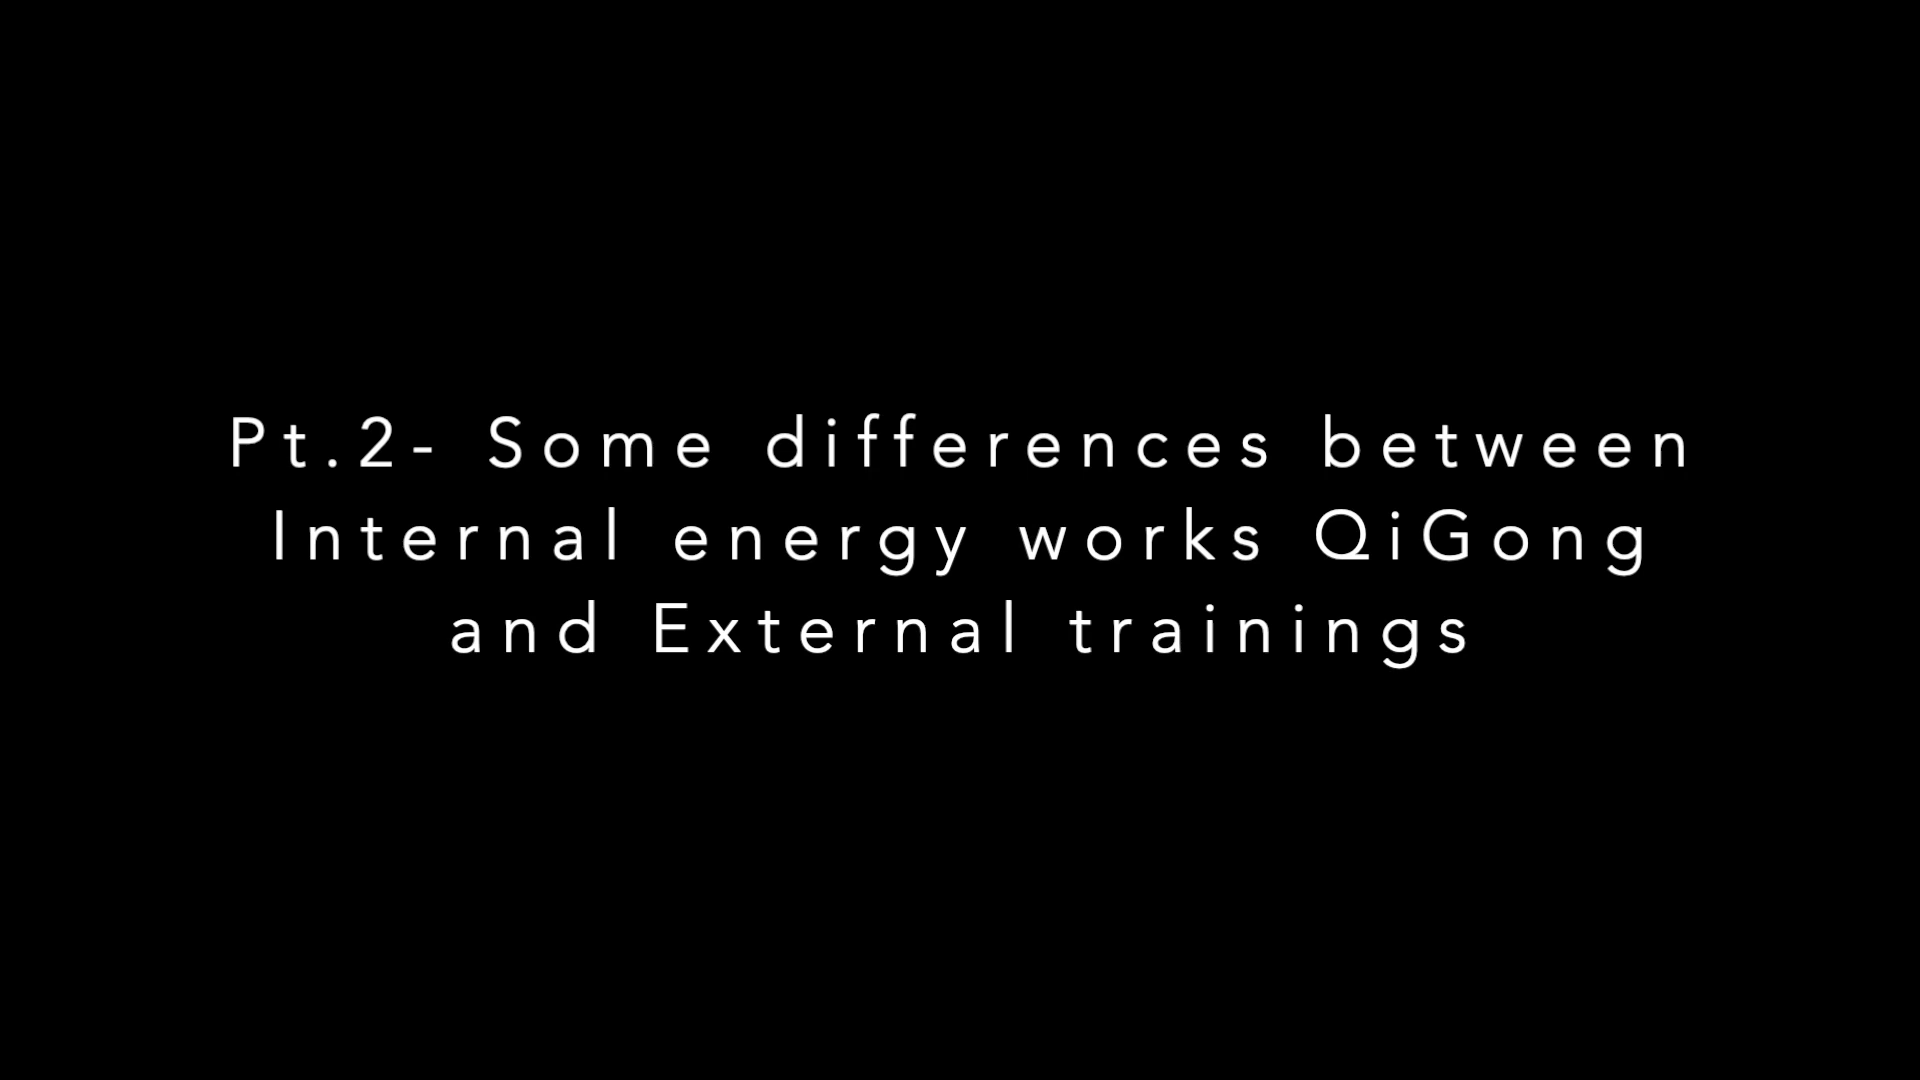 Pt.2- Some differences between
Internal energy works QiGong
and External trainings